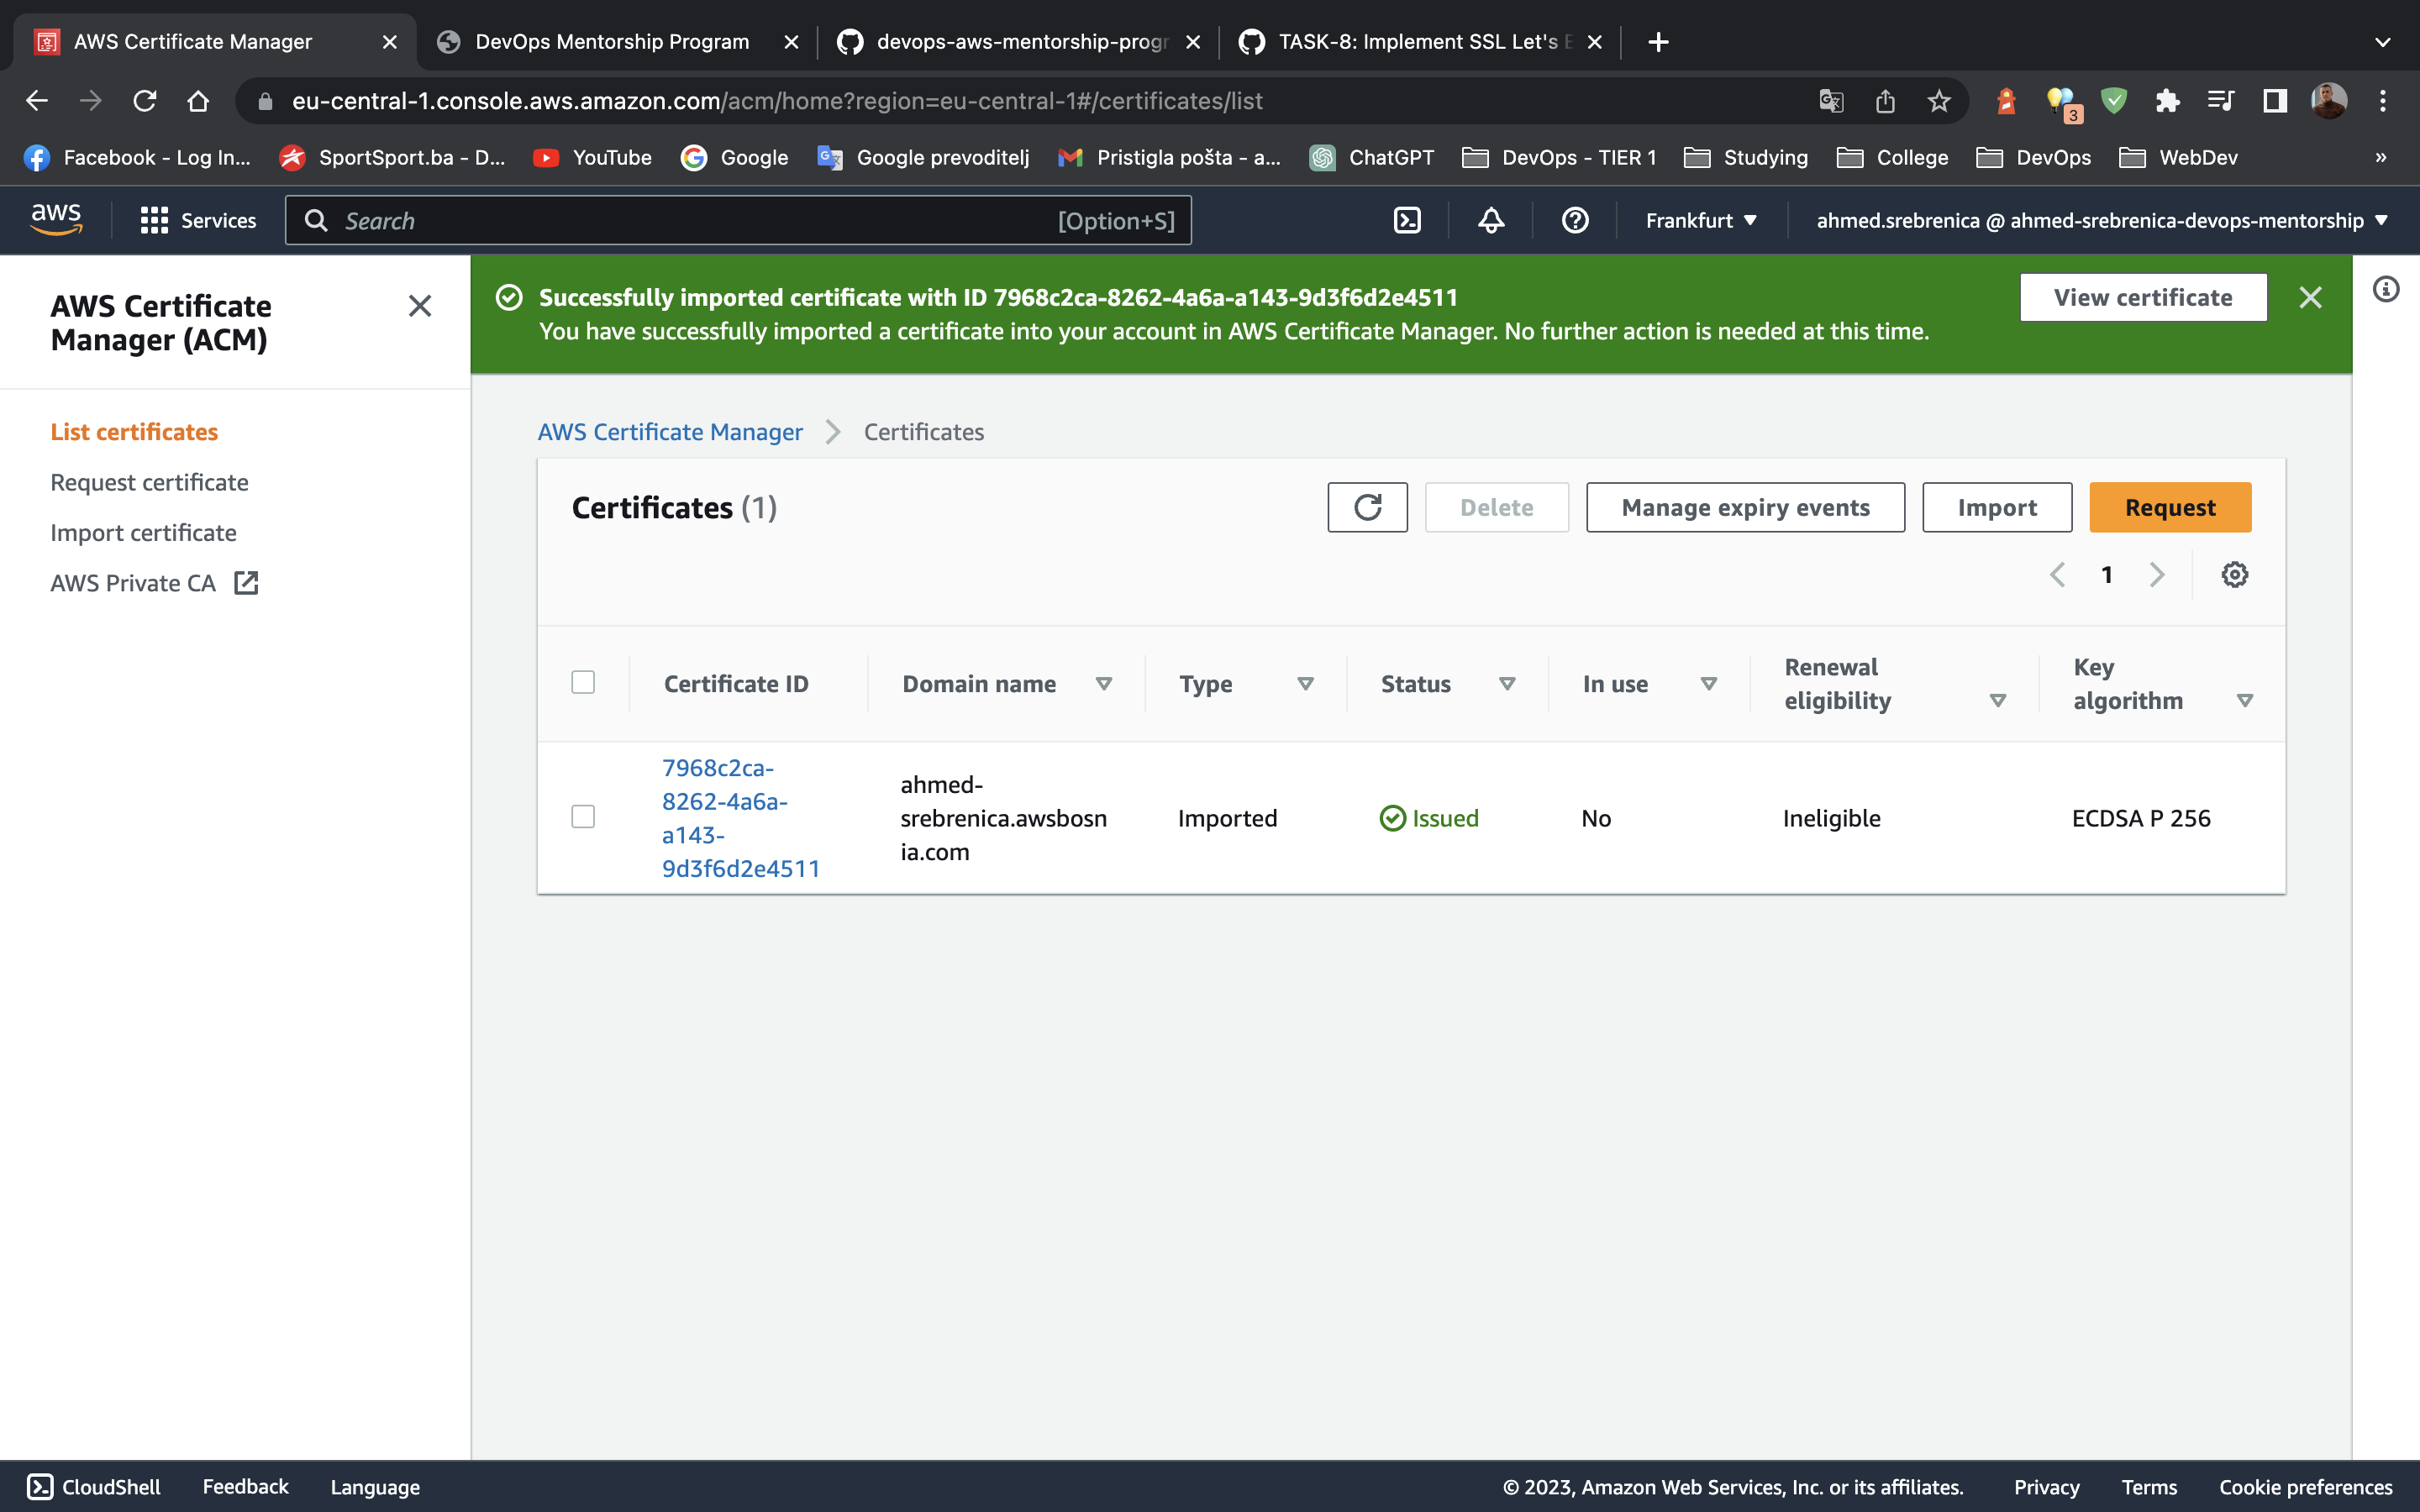 AWS Certificate Manager
DevOps Mentorship Program
devops-aws-mentorship-progr
TASK-8: Implement SSL Let's E
eu-central-1.console.aws.amazon.com/acm/home?region=eu-central-1#/certificates/list
3
Facebook - Log In...
SportSport.ba - D...
YouTube
Google
Google prevoditelj
Pristigla pošta - a...
ChatGPT
DevOps - TIER 1
Studying
College
DevOps
WebDev
»
aws
Services
Search
[Option+S]
Frankfurt
ahmed.srebrenica @ ahmed-srebrenica-devops-mentorship
AWS Certificate
Manager (ACM)
List certificates
Request certificate
Import certificate
AWS Private CA
Successfully imported certificate with ID 7968c2ca-8262-4a6a-a143-9d3f6d2e4511
You have successfully imported a certificate into your account in AWS Certificate Manager. No further action is needed at this time.
View certificate
AWS Certificate Manager
Certificates
Certificates (1)
Delete
Manage expiry events
Import
Request
1
Certificate ID
Domain name
Type
Status
In use
Renewal
eligibility
Key
algorithm
7968c2ca-
8262-4a6a-
a143-
9d3f6d2e4511
ahmed-
srebrenica.awsbosn
ia.com
Imported
Issued
No
Ineligible
ECDSA P 256
CloudShell
Feedback
Language
© 2023, Amazon Web Services, Inc. or its affiliates.
Privacy
Terms
Cookie preferences